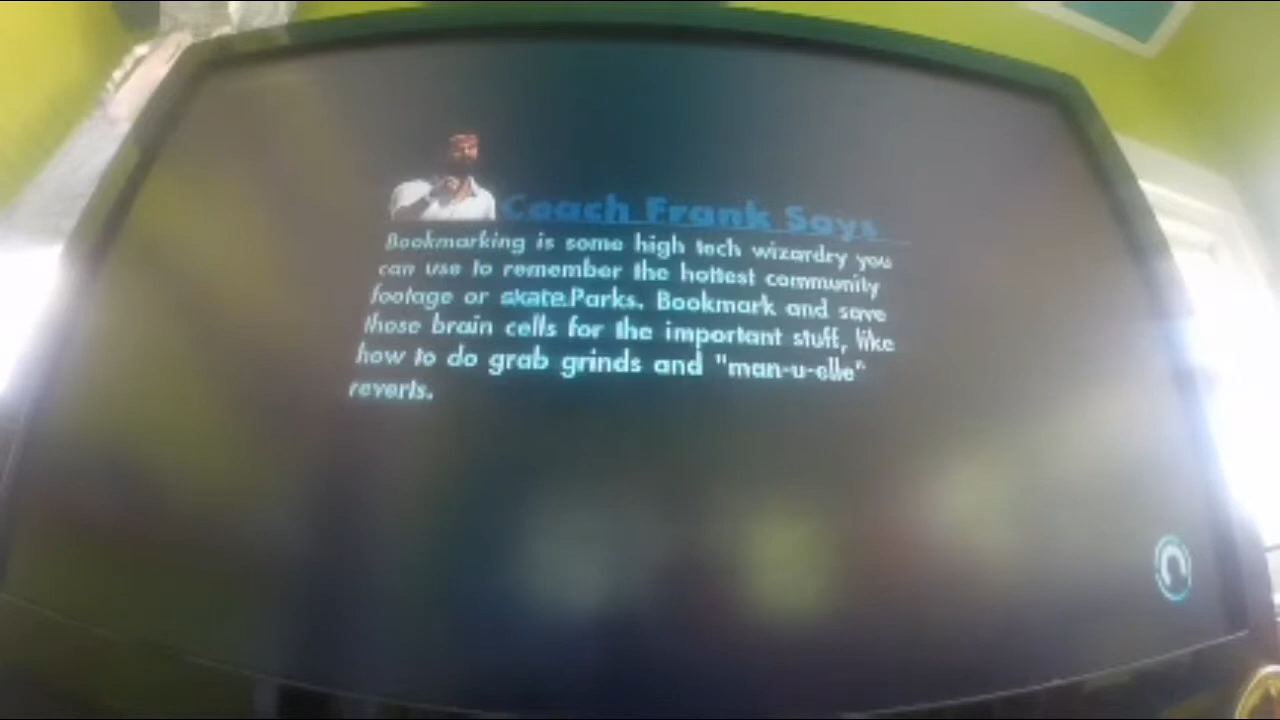 Coach Frank Says
Bookmarking is some high tech wizardry you
can use to remember the hottest community
footage or skate.Parks. Bookmark and save
those brain cells for the important stuff, like
how to do grab grinds and "man-u-elle"
reverts.